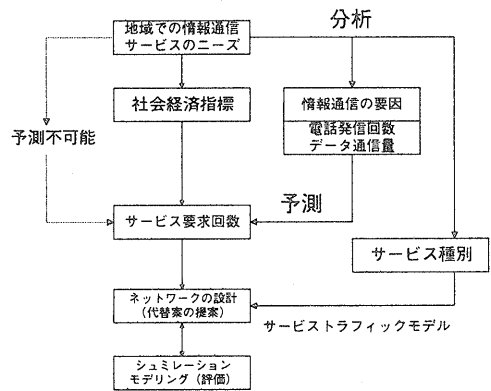 地域での情報通信
サービスのニーズ
分析
社会経済指標
情報通信の要因
電話発信回数
データ通信量
予測不可能
予測
サービス要求回数
サービス種別
ネットワークの設計
(代替案の提案)
サービストラフィックモデル
シュミレーション
モデリング (評価)